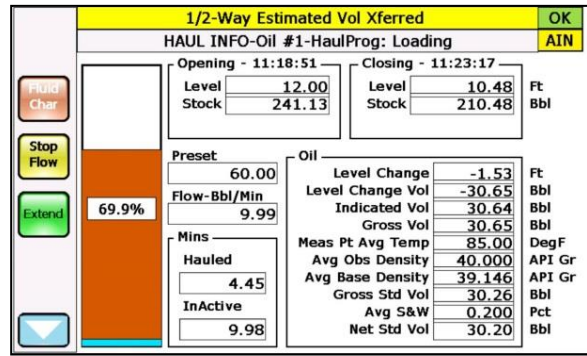 1/2-Way Estimated Vol Xferred OK
HAUL INFO-Oil #1-HaulProg: Loading AIN
Opening - 11:18:51 Closing - 11:23:17
Fluid Char
Level 12.00 Level 10.48 Ft
Stock 241.13 Stock 210.48 Bbl
Stop Flow
Preset
60.00
Flow-Bbl/Min
9.99
Extend
69.9%
Mins
Hauled
4.45
InActive
9.98
Oil
Level Change -1.53 Ft
Level Change Vol -30.65 Bbl
Indicated Vol 30.64 Bbl
Gross Vol 30.65 Bbl
Meas Pt Avg Temp 85.00 DegF
Avg Obs Density 40.000 API Gr
Avg Base Density 39.146 API Gr
Gross Std Vol 30.26 Bbl
Avg S&W 0.200 Pct
Net Std Vol 30.20 Bbl